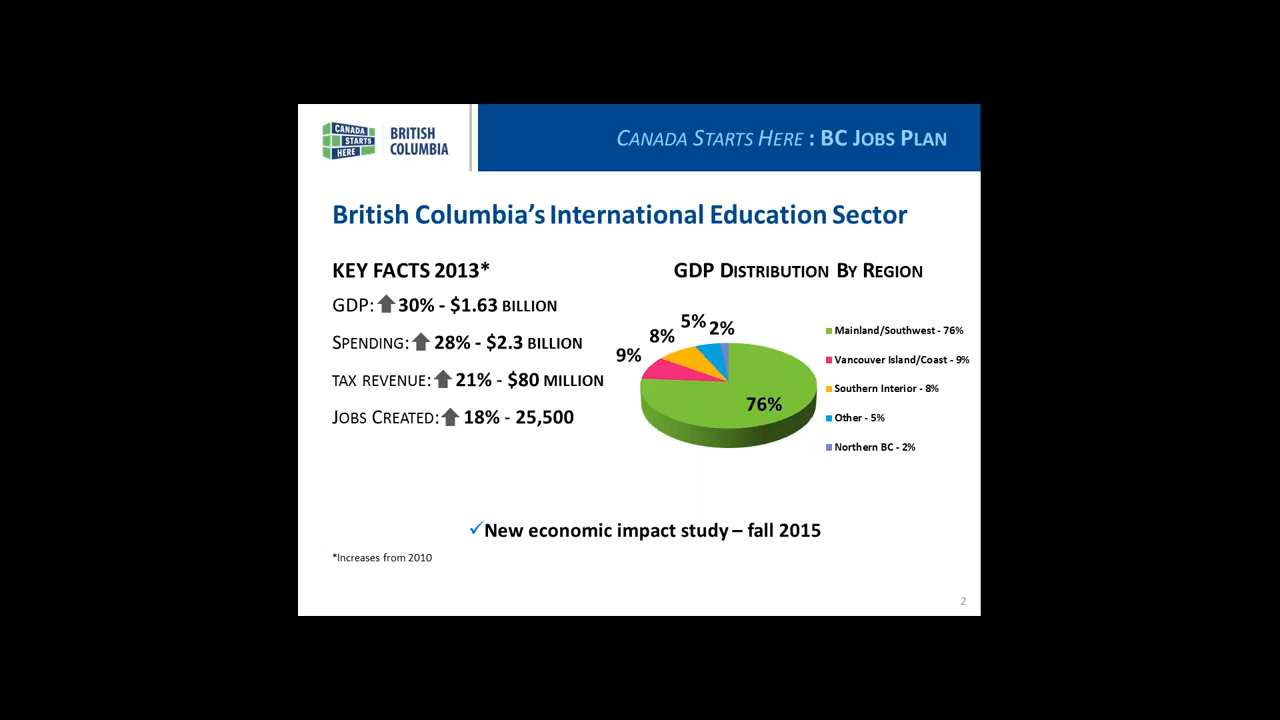 CANADA
STARTS
HERE
BRITISH
COLUMBIA
CANADA STARTS HERE : BC JOBS PLAN
British Columbia's International Education Sector
KEY FACTS 2013*
GDP: 30% - $1.63 BILLION
SPENDING: 28% - $2.3 BILLION
TAX REVENUE: 21% - $80 MILLION
JOBS CREATED: 18% - 25,500
GDP DISTRIBUTION BY REGION
5%
2%
8%
9%
76%
Mainland/Southwest - 76%
Vancouver Island/Coast - 9%
Southern Interior - 8%
Other - 5%
Northern BC - 2%
✓New economic impact study – fall 2015
*Increases from 2010
2